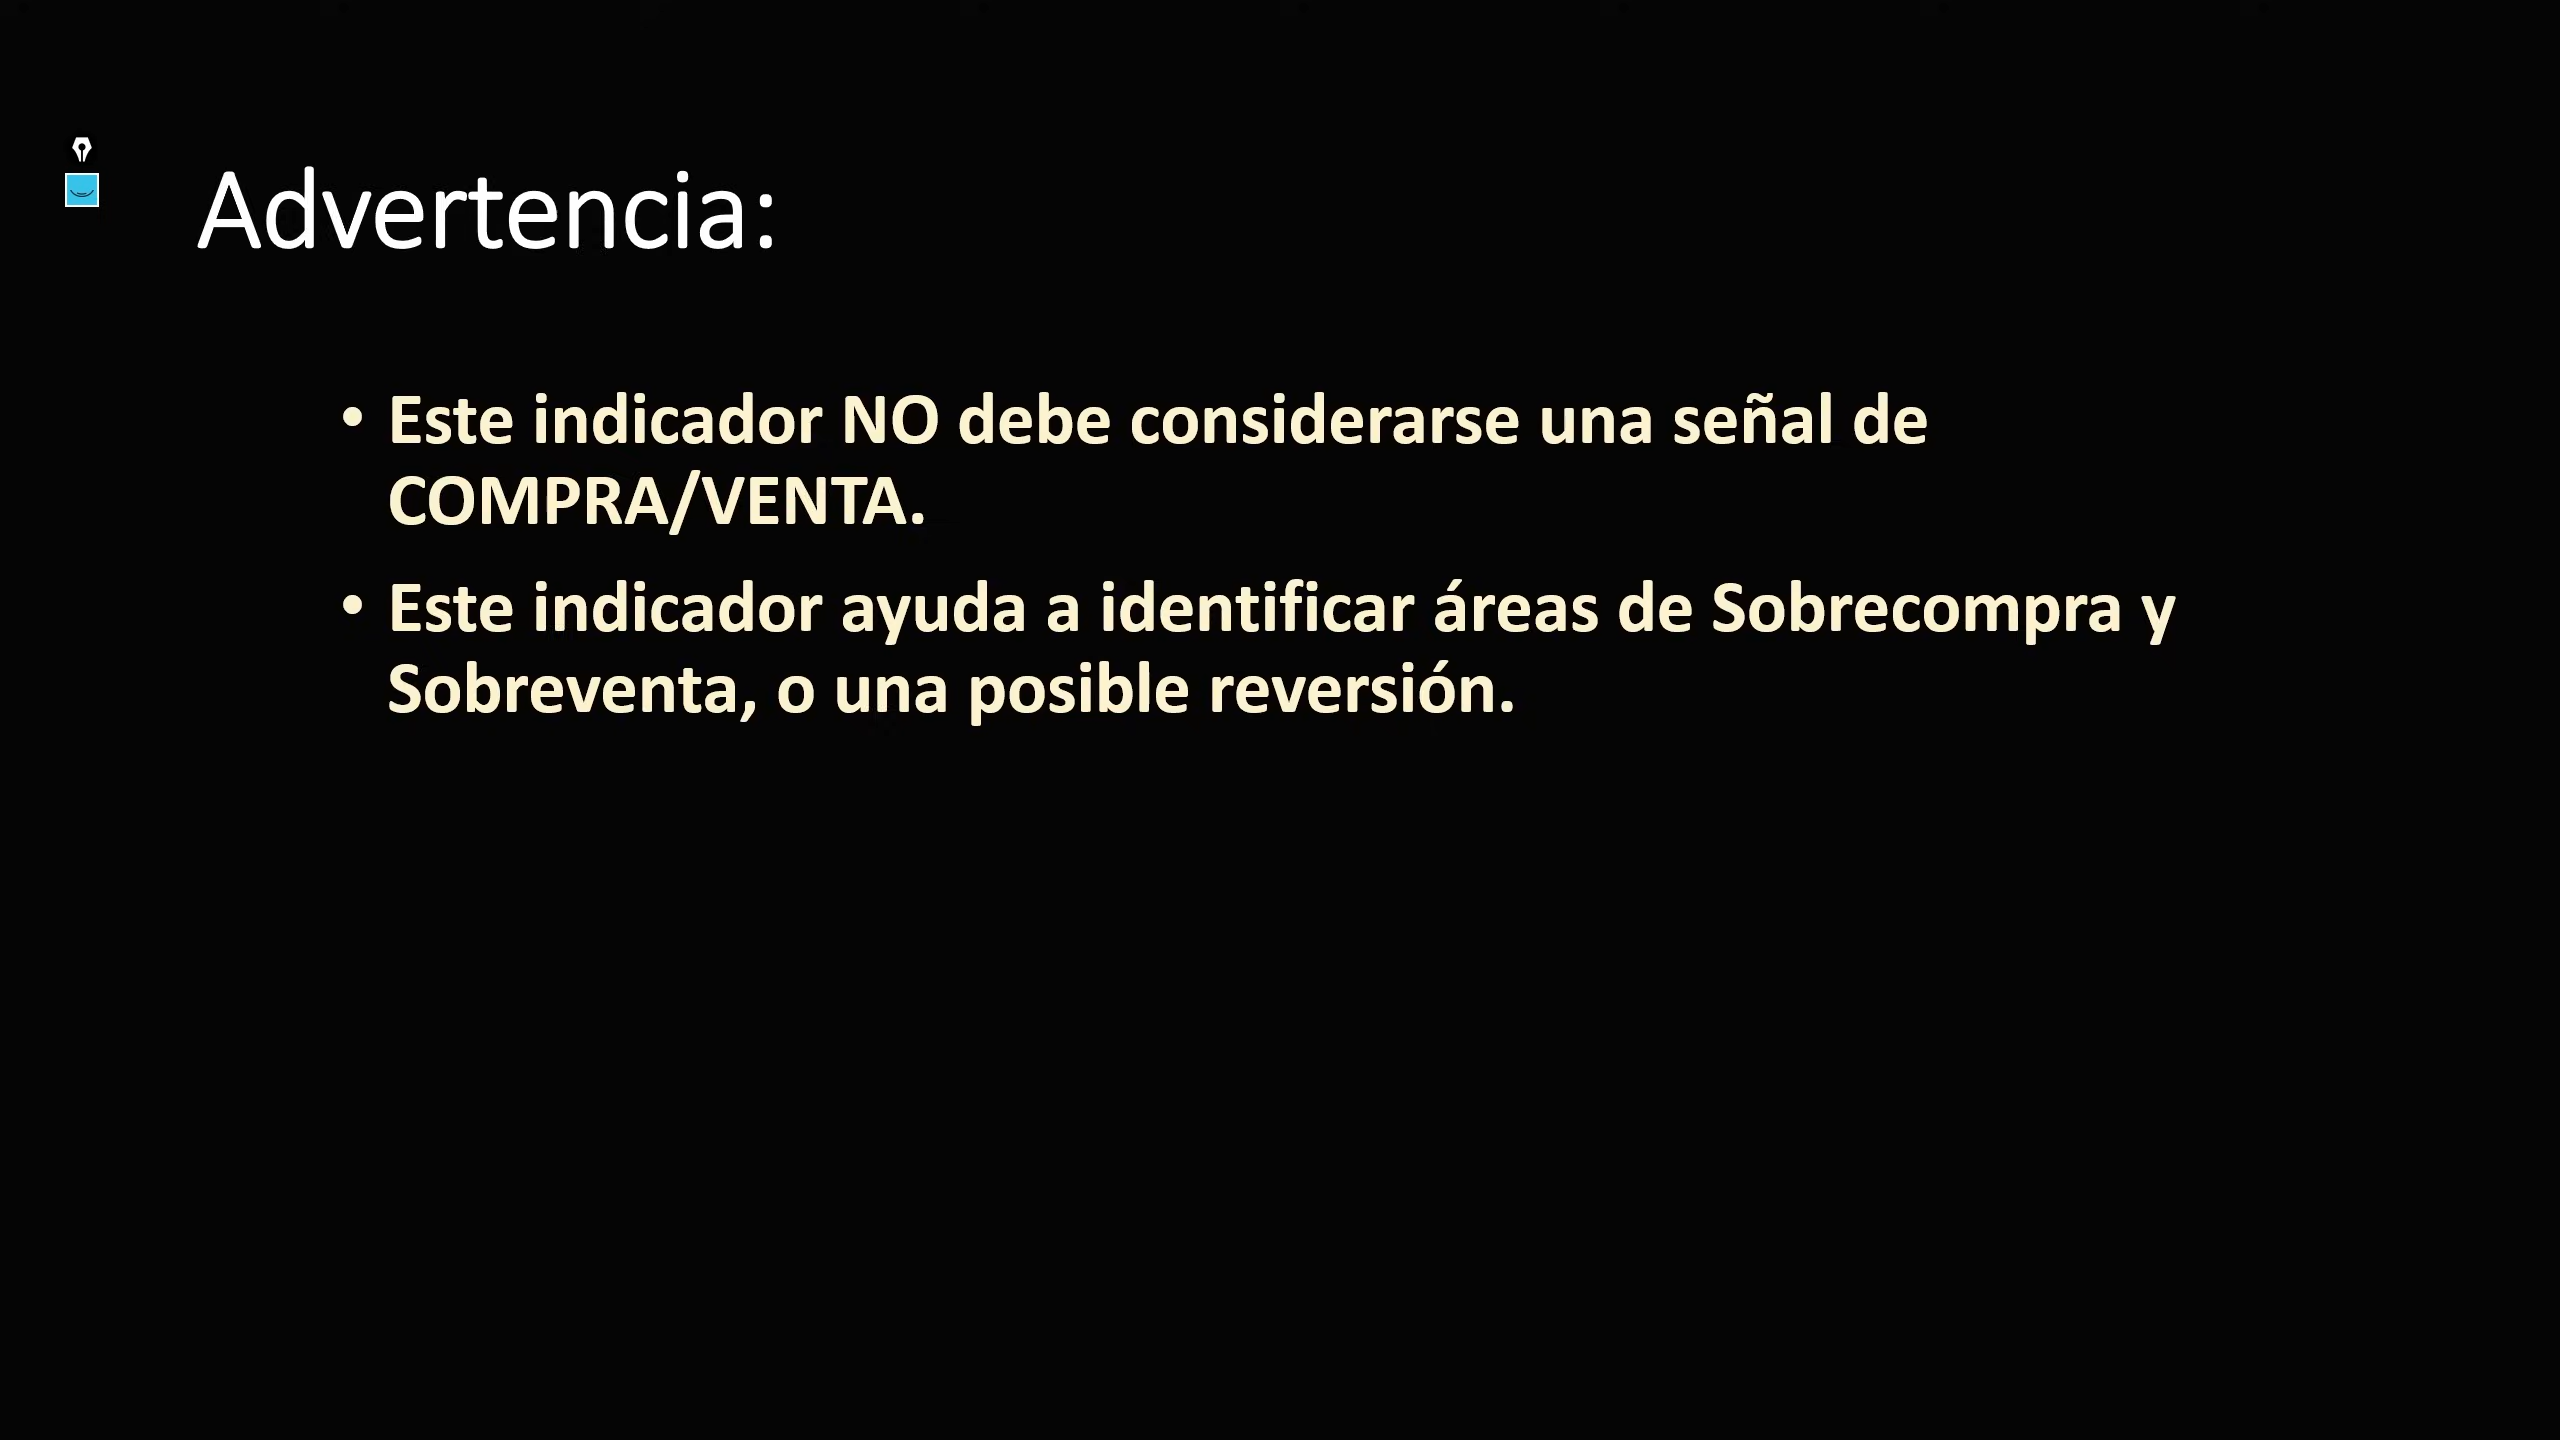 Advertencia:
• Este indicador NO debe considerarse una señal de
COMPRA/VENTA.
• Este indicador ayuda a identificar áreas de Sobrecompra y
Sobreventa, o una posible reversión.